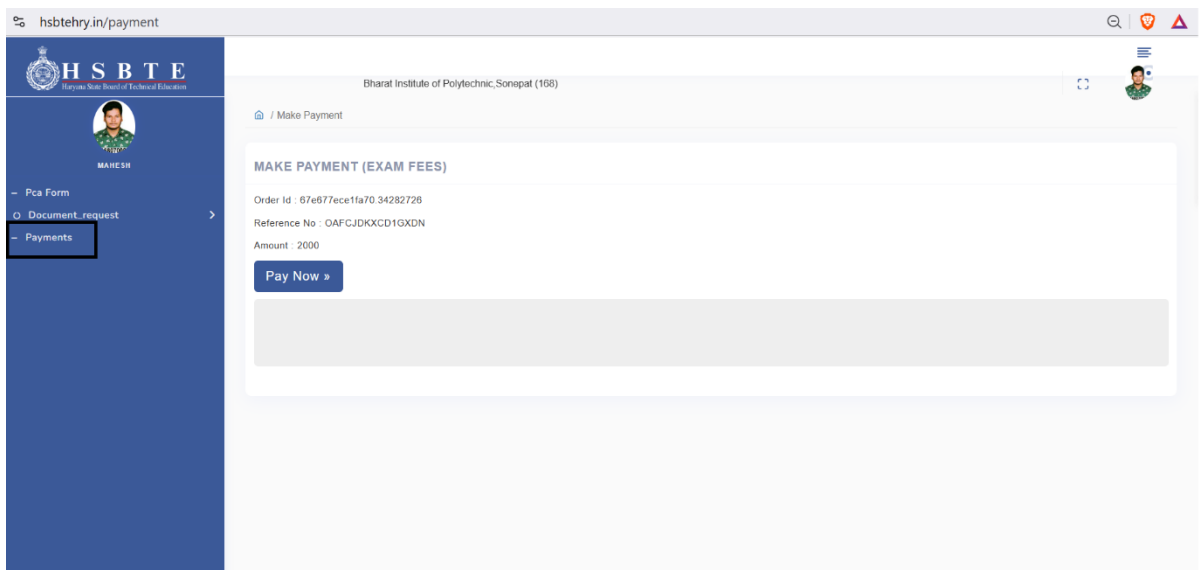 hsbtehry.in/payment
H S B T E
Haryana State Board of Technical Education
MAHESH
Pca Form
Document_request
Payments
Bharat Institute of Polytechnic,Sonepat (168)
/ Make Payment
MAKE PAYMENT (EXAM FEES)
Order Id : 67e677ece1fa70.34282726
Reference No : OAFCJDKXCD1GXDN
Amount : 2000
Pay Now »